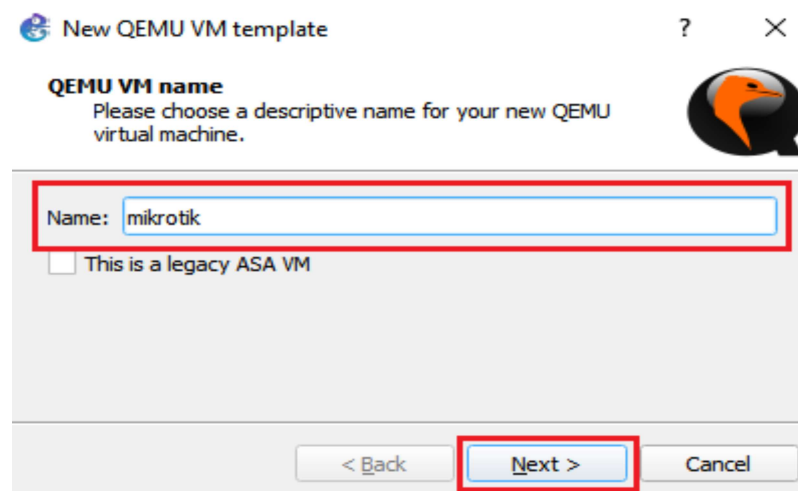 New QEMU VM template
QEMU VM name
Please choose a descriptive name for your new QEMU
virtual machine.
Name: mikrotik
This is a legacy ASA VM
< Back Next > Cancel